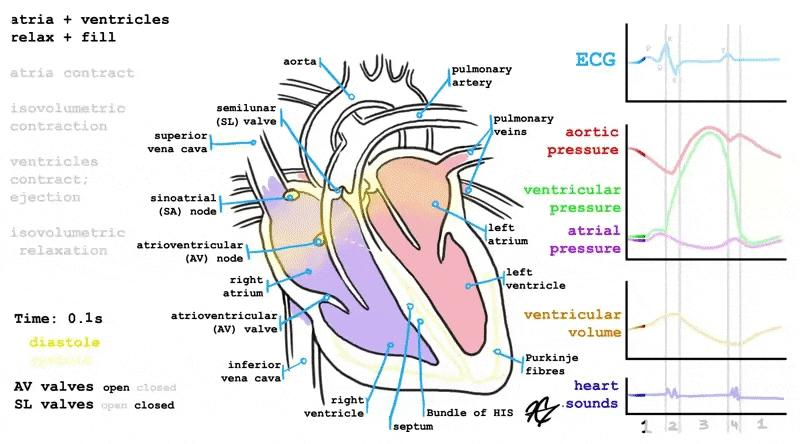 atria + ventricles
relax + fill
atria contract
isovolumetric
contraction
ventricles
contract;
ejection
isovolumetric
relaxation
Time: 0.1s
diastole
systole
AV valves open closed
SL valves open closed
aorta
semilunar
(SL) valve
superior
vena cava
sinoatrial
(SA) node
atrioventricular
(AV) node
right
atrium
atrioventricular
(AV) valve
inferior
vena cava
right
ventricle
septum
Bundle of HIS
Purkinje
fibres
left
ventricle
left
atrium
pulmonary
veins
pulmonary
artery
ECG
P
Q
R
S
T
aortic
pressure
ventricular
pressure
atrial
pressure
ventricular
volume
heart
sounds
1 2 3 4 1